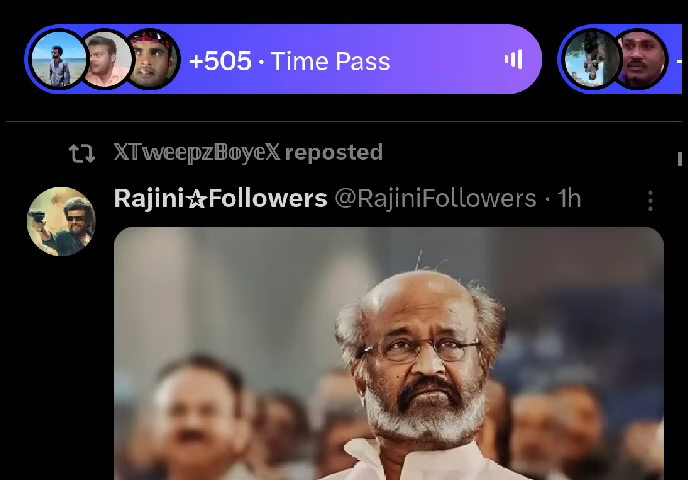 +505 · Time Pass
𝕏𝕋𝕨𝕖𝕖𝕡𝕫𝔹𝕠𝕪𝕖𝕏 reposted
Rajini✰Followers @RajiniFollowers · 1h